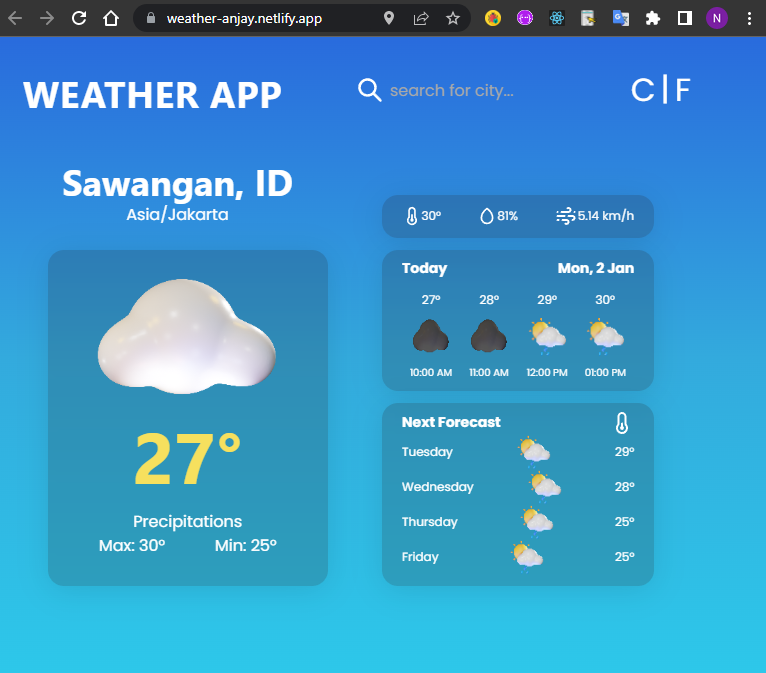 weather-anjay.netlify.app
N
WEATHER APP
search for city...
C | F
Sawangan, ID
Asia/Jakarta
27°
Precipitations
Max: 30° Min: 25°
30° 81% 5.14 km/h
Today Mon, 2 Jan
27° 28° 29° 30°
10:00 AM 11:00 AM 12:00 PM 01:00 PM
Next Forecast
Tuesday 29°
Wednesday 28°
Thursday 25°
Friday 25°